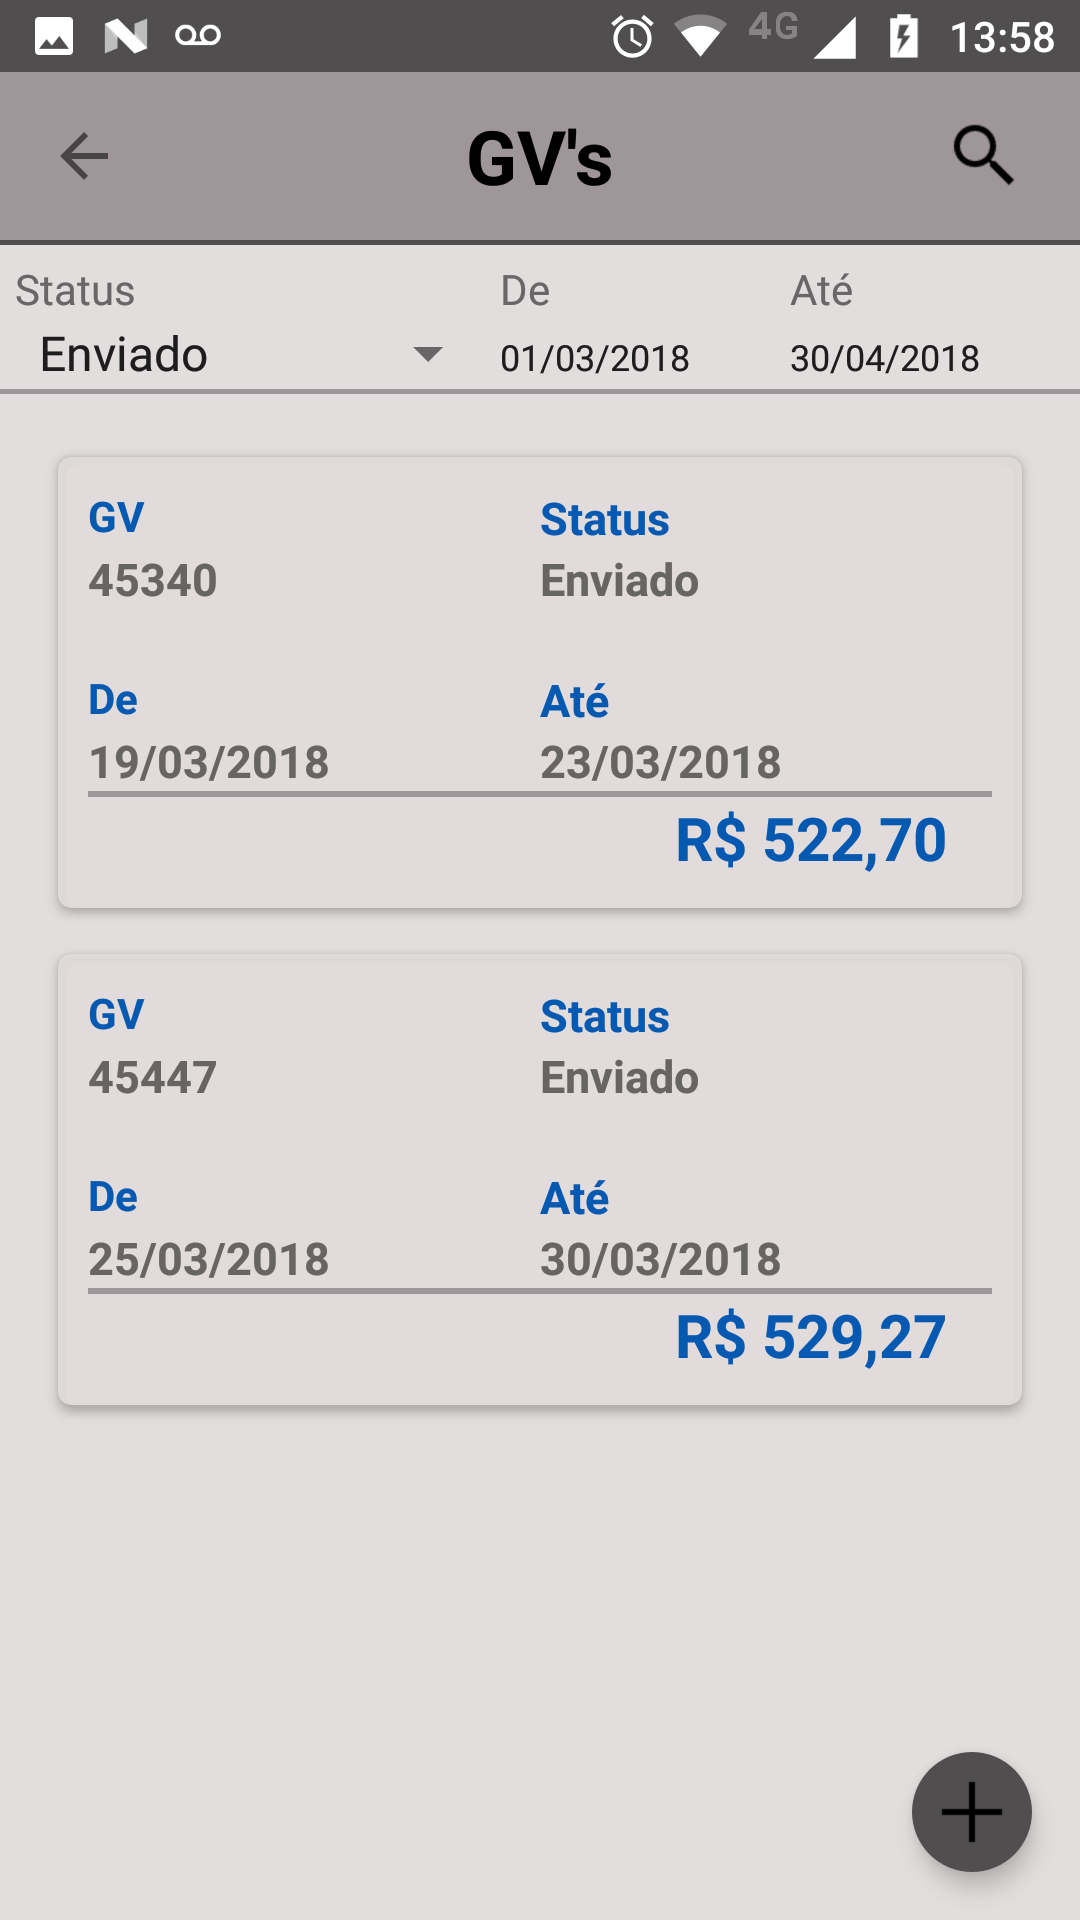 4G 13:58
GV's
Status De Até
Enviado 01/03/2018 30/04/2018
GV Status
45340 Enviado
De Até
19/03/2018 23/03/2018
R$ 522,70
GV Status
45447 Enviado
De Até
25/03/2018 30/03/2018
R$ 529,27